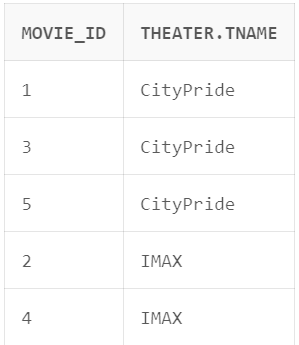 MOVIE_ID THEATER.TNAME
1 CityPride
3 CityPride
5 CityPride
2 IMAX
4 IMAX